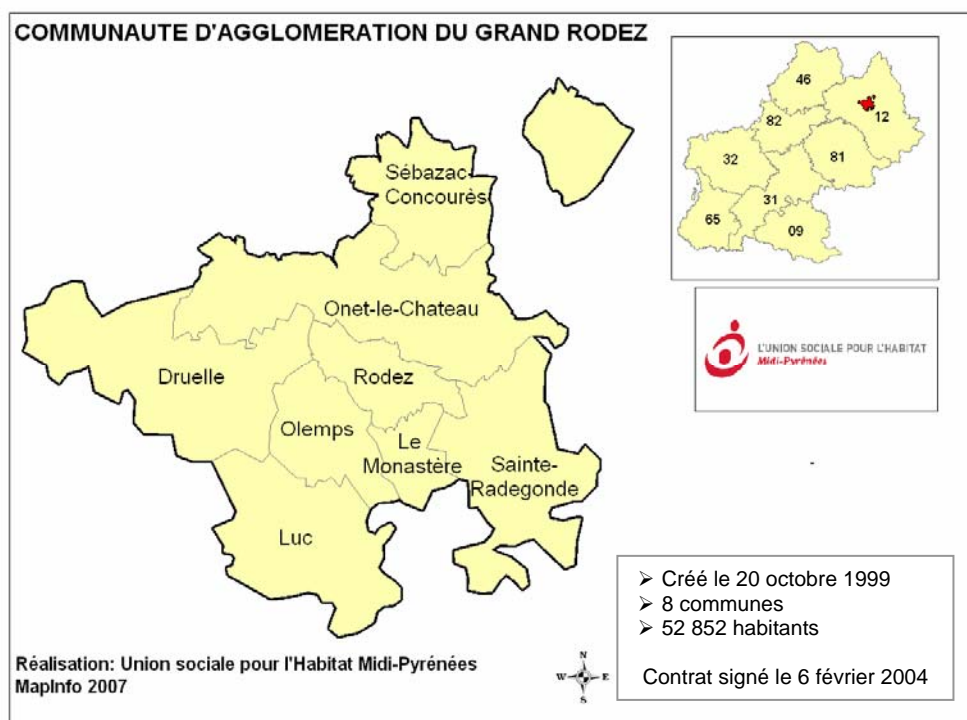 COMMUNAUTE D'AGGLOMERATION DU GRAND RODEZ
Sébazac-
Concourès
Onet-le-Chateau
Druelle
Rodez
Olemps
Le
Monastère
Sainte-
Radegonde
Luc
46
12
82
32
81
31
65
09
L'UNION SOCIALE POUR L'HABITAT
Midi-Pyrénées
➢ Créé le 20 octobre 1999
➢ 8 communes
➢ 52 852 habitants
Contrat signé le 6 février 2004
Réalisation: Union sociale pour l'Habitat Midi-Pyrénées
MapInfo 2007
N
W E
S